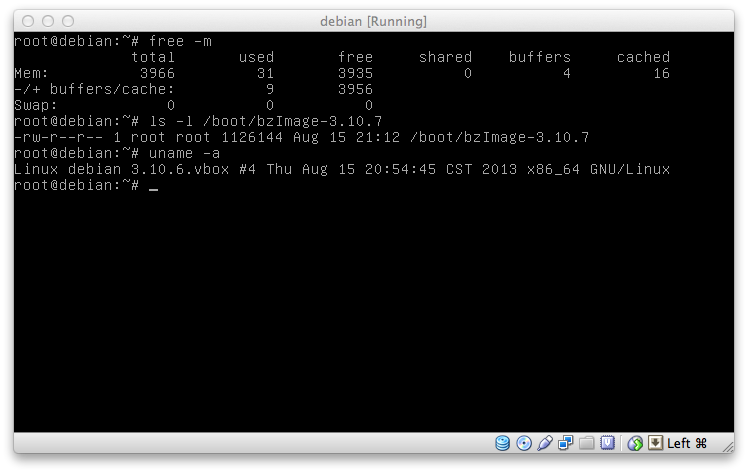 debian [Running]
root@debian:~# free -m
             total       used       free     shared    buffers     cached
Mem:          3966         31       3935          0          4         16
-/+ buffers/cache:          9       3956
Swap:            0          0          0
root@debian:~# ls -l /boot/bzImage-3.10.7
-rw-r--r-- 1 root root 1126144 Aug 15 21:12 /boot/bzImage-3.10.7
root@debian:~# uname -a
Linux debian 3.10.6.vbox #4 Thu Aug 15 20:54:45 CST 2013 x86_64 GNU/Linux
root@debian:~# _
Left ⌘